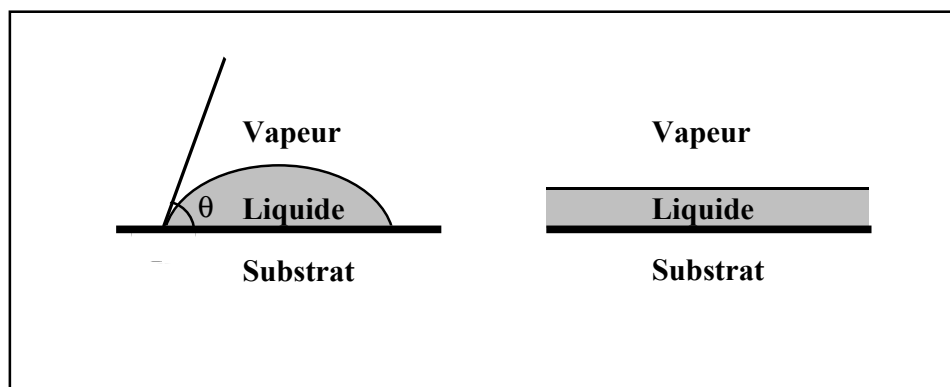 Vapeur
θ
Liquide
Substrat
Vapeur
Liquide
Substrat